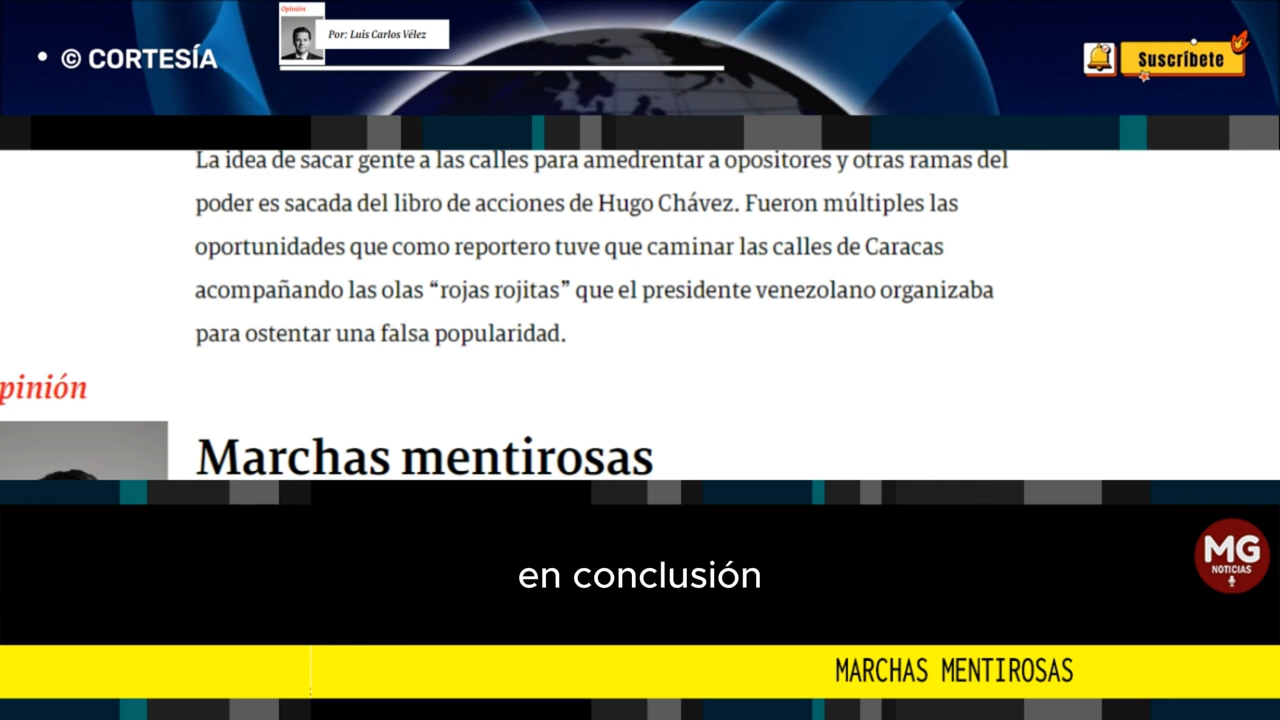 Opinión
Por: Luis Carlos Vélez
• © CORTESÍA
Suscríbete
La idea de sacar gente a las calles para amedrentar a opositores y otras ramas del
poder es sacada del libro de acciones de Hugo Chávez. Fueron múltiples las
oportunidades que como reportero tuve que caminar las calles de Caracas
acompañando las olas “rojas rojitas” que el presidente venezolano organizaba
para ostentar una falsa popularidad.
pinión
Marchas mentirosas
en conclusión
MG
NOTICIAS
MARCHAS MENTIROSAS